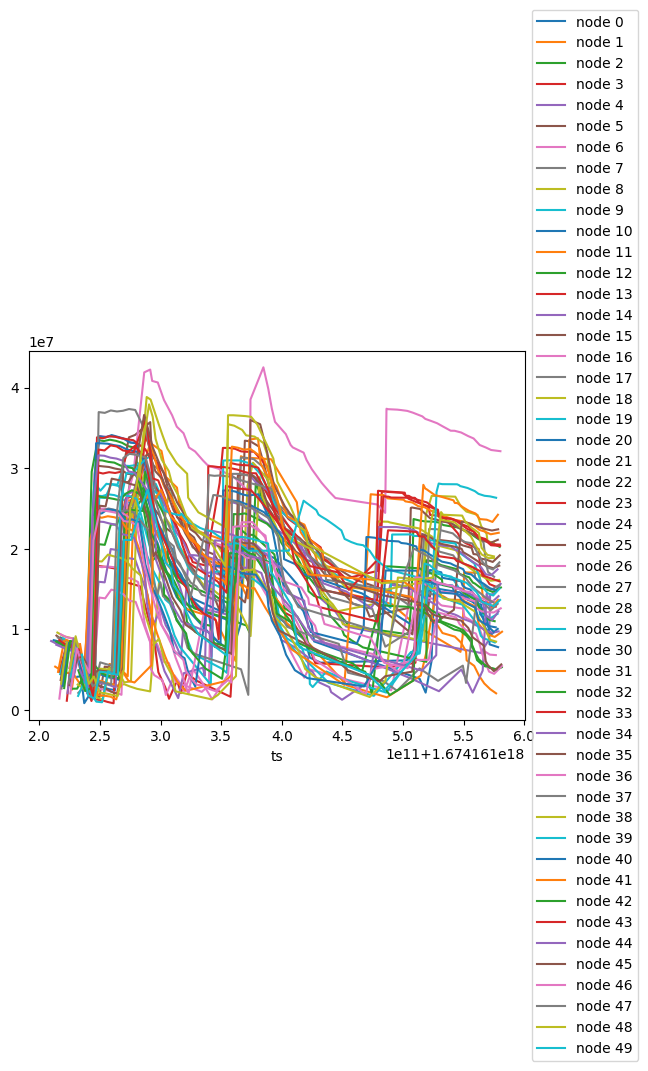 1e7
4
3
2
1
0
2.0 2.5 3.0 3.5 4.0 4.5 5.0 5.5 6.0
ts
1e11+1.674161e18
node 0
node 1
node 2
node 3
node 4
node 5
node 6
node 7
node 8
node 9
node 10
node 11
node 12
node 13
node 14
node 15
node 16
node 17
node 18
node 19
node 20
node 21
node 22
node 23
node 24
node 25
node 26
node 27
node 28
node 29
node 30
node 31
node 32
node 33
node 34
node 35
node 36
node 37
node 38
node 39
node 40
node 41
node 42
node 43
node 44
node 45
node 46
node 47
node 48
node 49